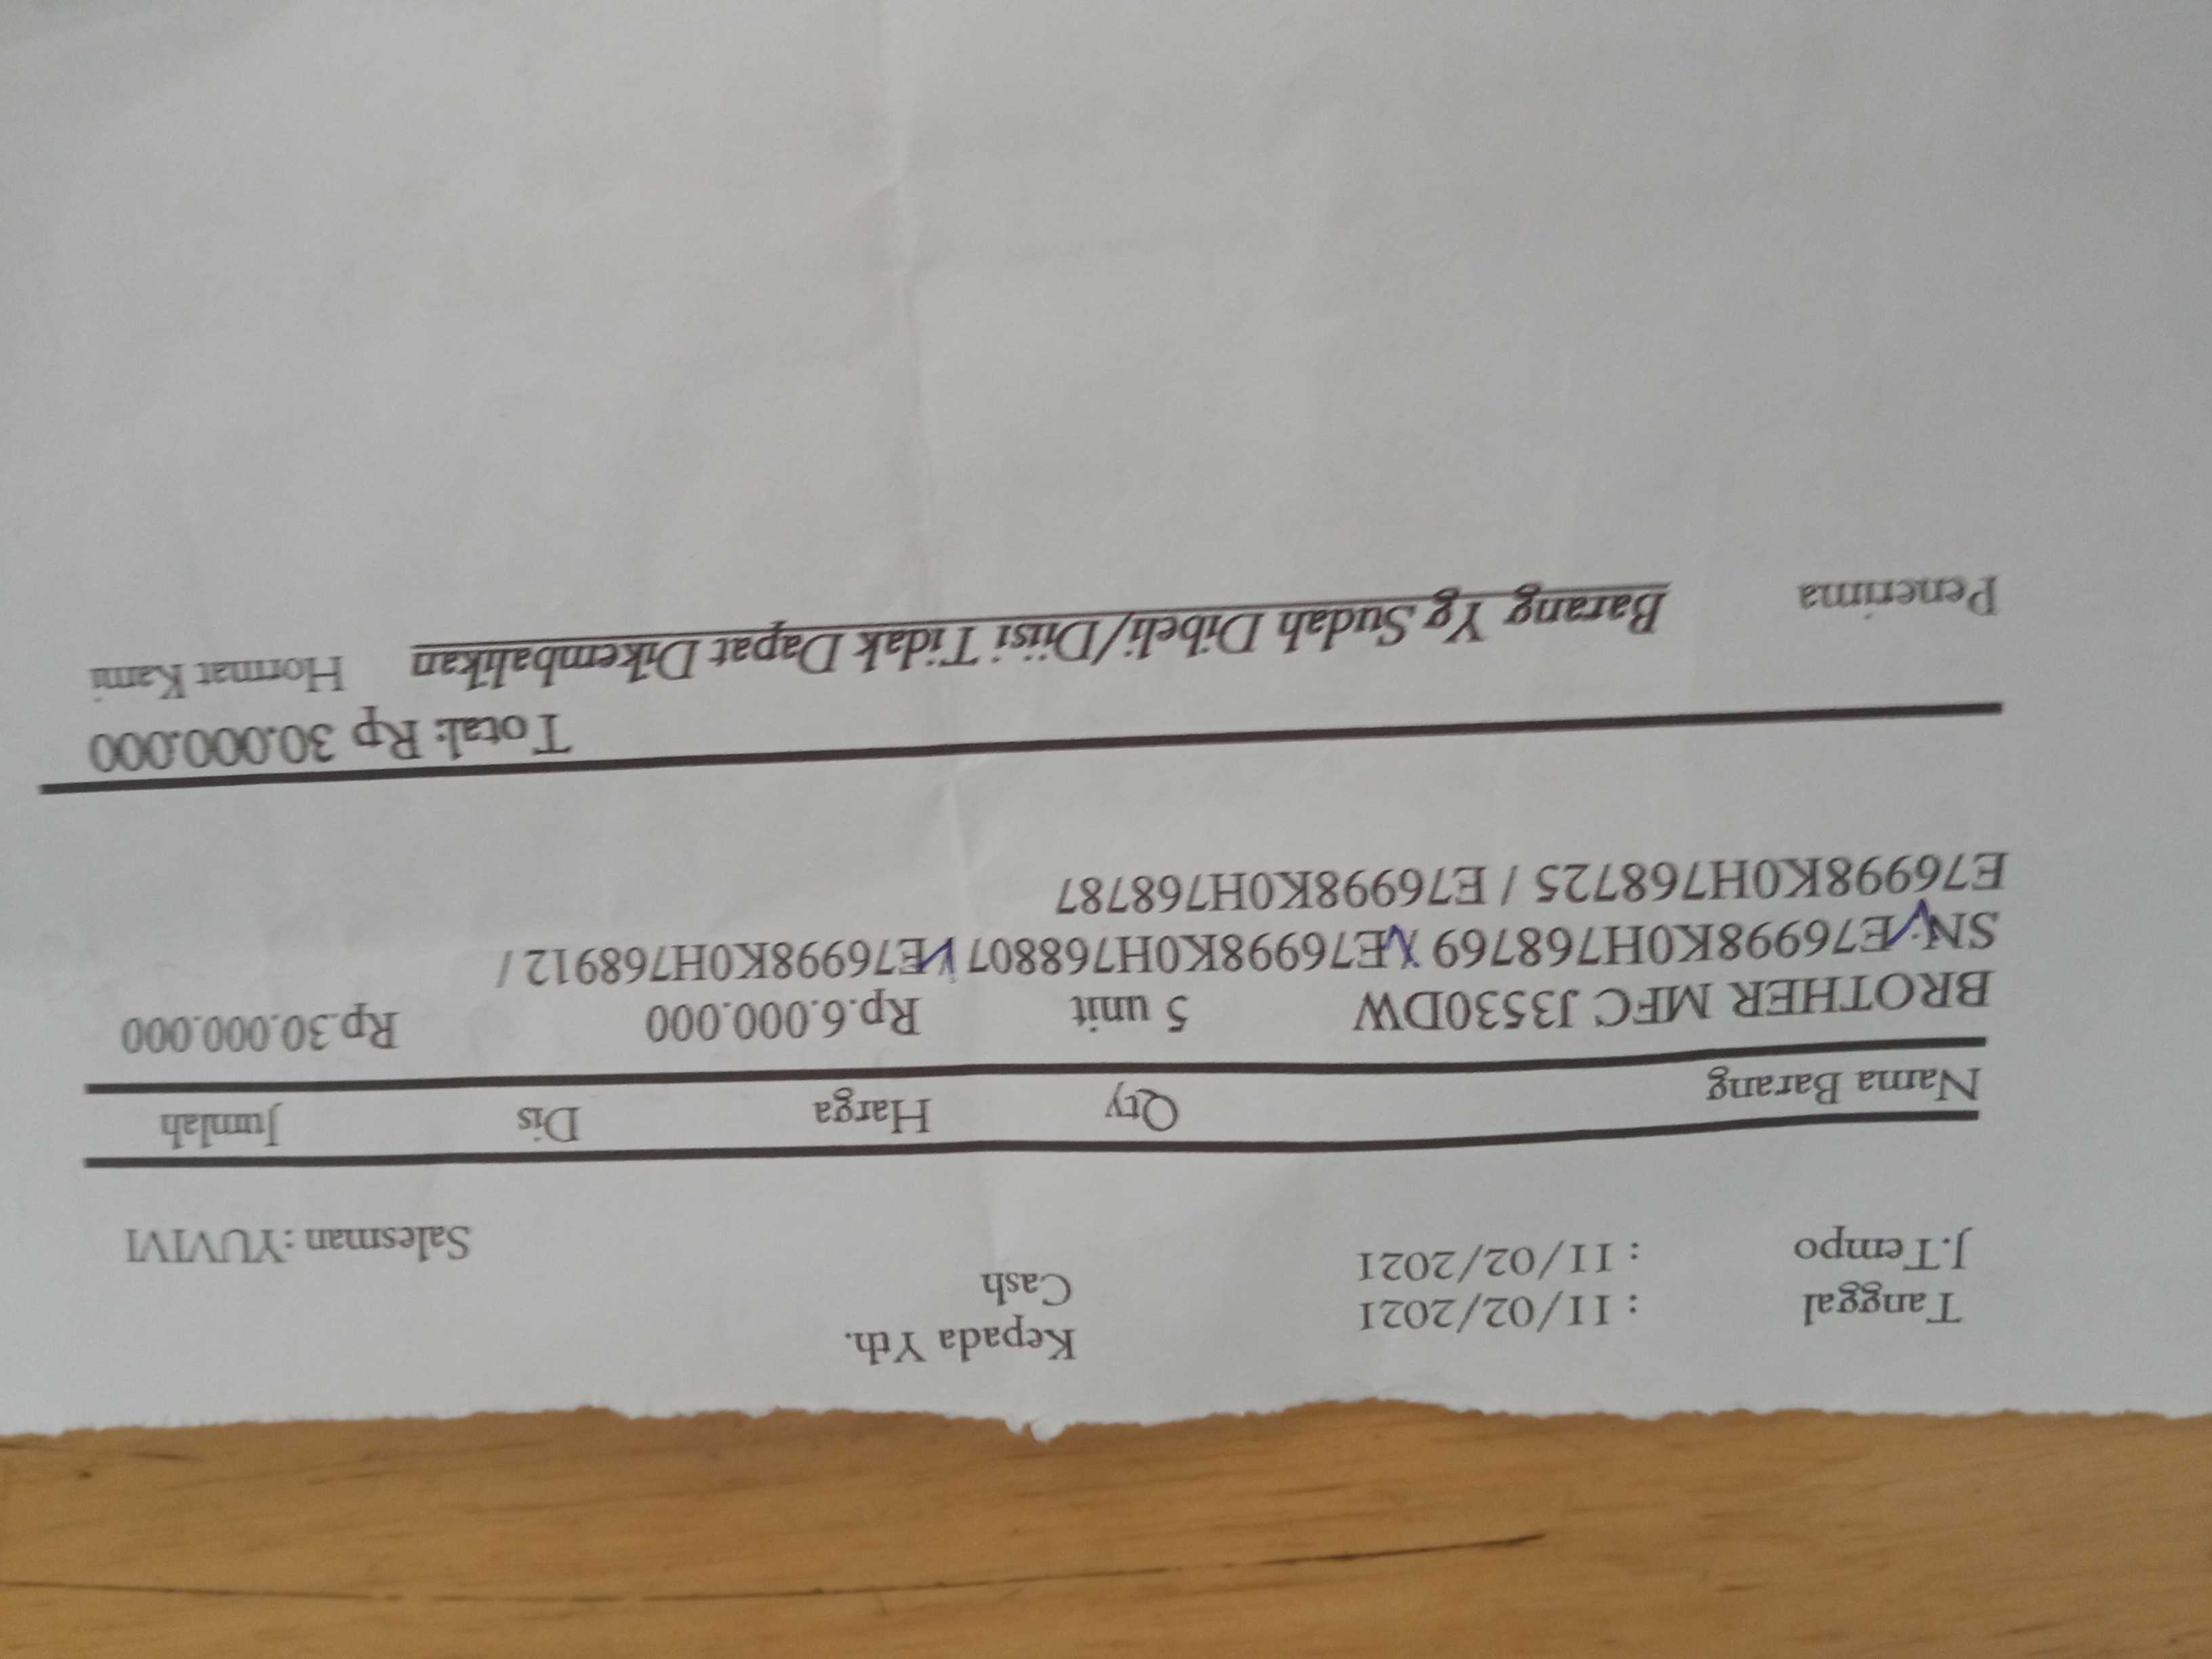 Tanggal : 11/02/2021 Kepada Yth.
J.Tempo : 11/02/2021 Cash Salesman : YUVIVI
Nama Barang Qty Harga Dis Jumlah
BROTHER MFC J3530DW 5 unit Rp.6.000.000 Rp.30.000.000
SN: E76998K0H768769 / E76998K0H768807 / E76998K0H768912 /
E76998K0H768725 / E76998K0H768787
Total: Rp 30.000.000
Penerima Barang Yg Sudah Dibeli/Diisi Tidak Dapat Dikembalikan Hormat Kami